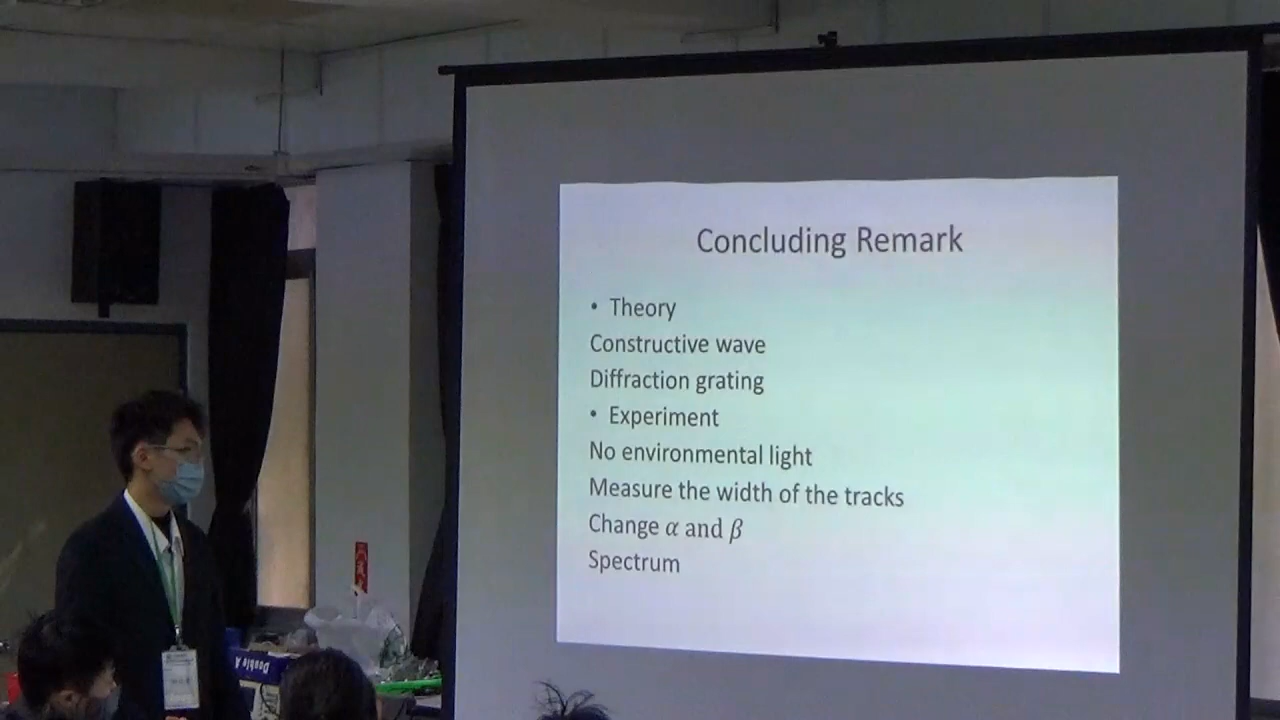 Concluding Remark
• Theory
Constructive wave
Diffraction grating
• Experiment
No environmental light
Measure the width of the tracks
Change α and β
Spectrum
Double A